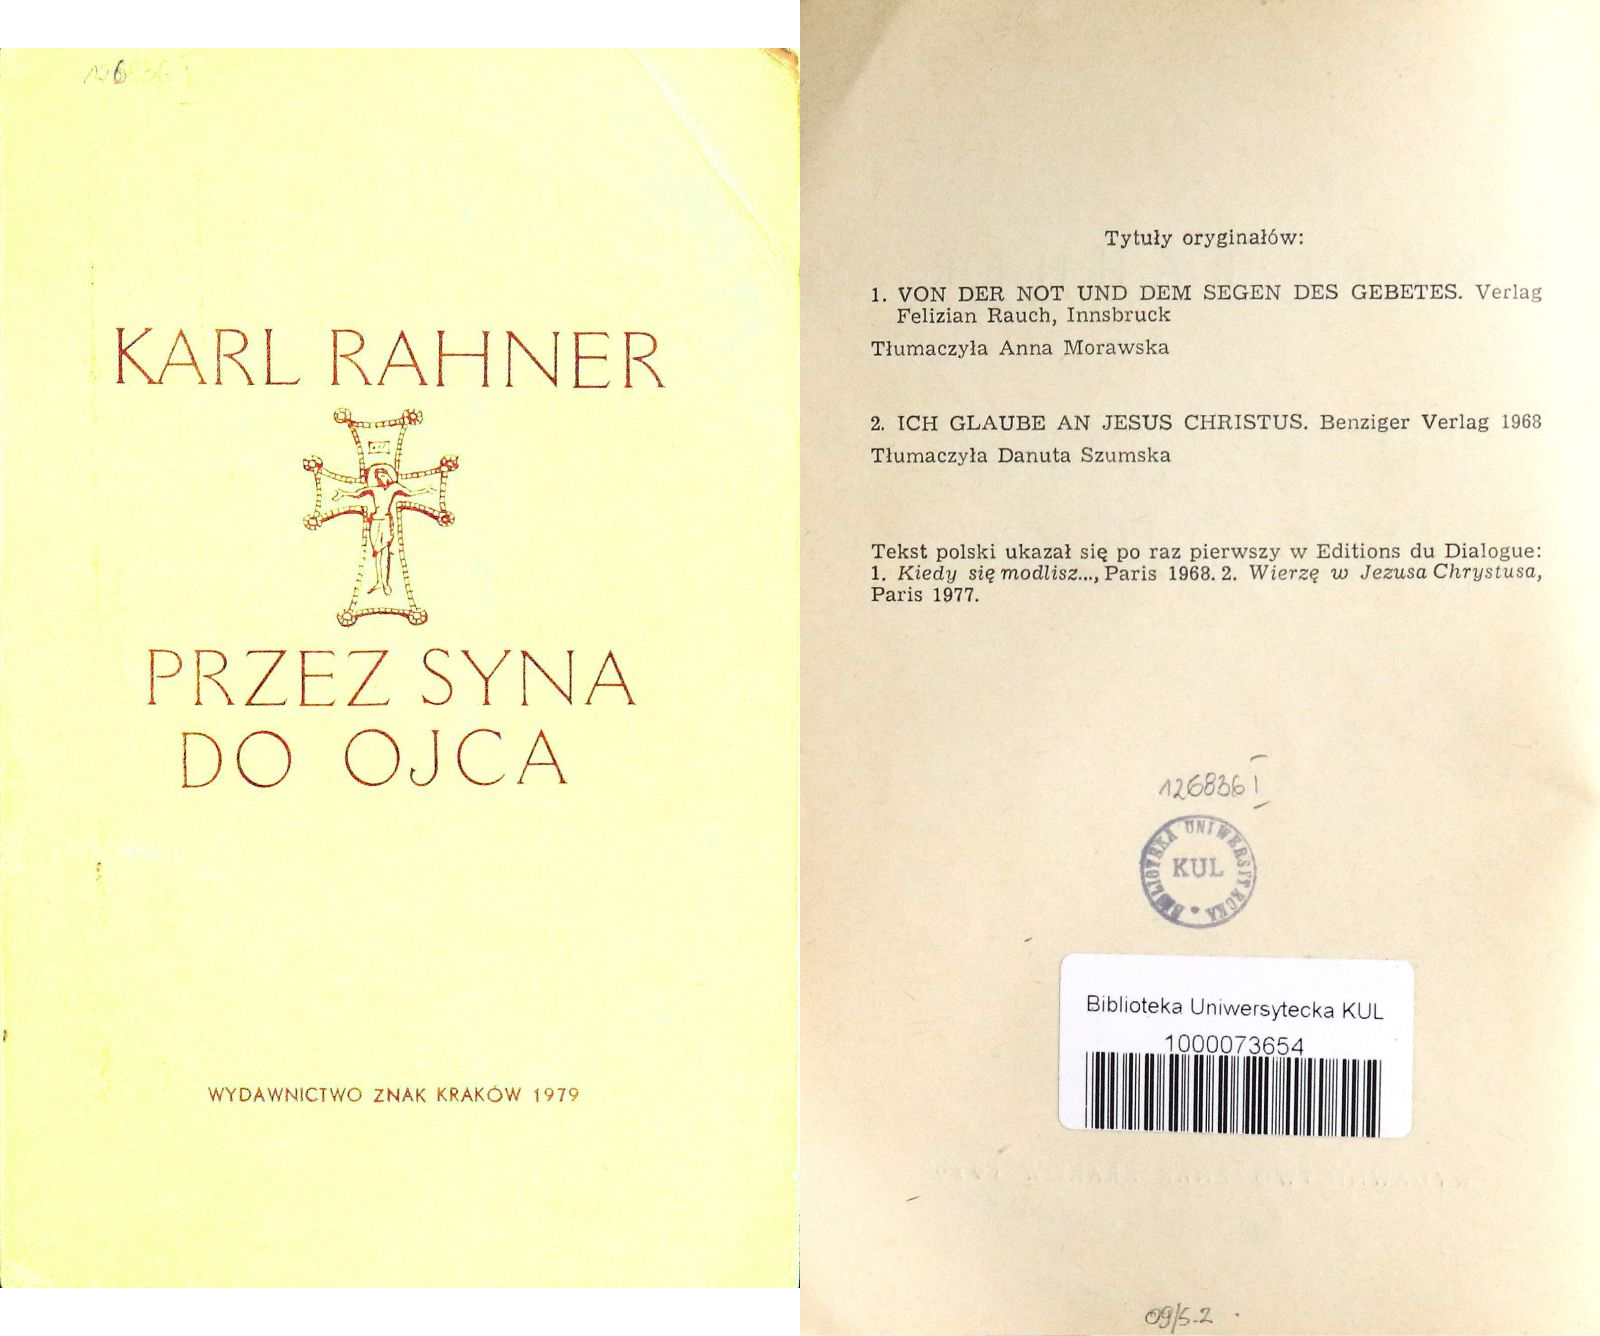 126836 I
KARL RAHNER
PRZEZ SYNA
DO OJCA
WYDAWNICTWO ZNAK KRAKÓW 1979
Tytuły oryginałów:
1. VON DER NOT UND DEM SEGEN DES GEBETES. Verlag
Felizian Rauch, Innsbruck
Tłumaczyła Anna Morawska
2. ICH GLAUBE AN JESUS CHRISTUS. Benziger Verlag 1968
Tłumaczyła Danuta Szumska
Tekst polski ukazał się po raz pierwszy w Editions du Dialogue:
1. Kiedy się modlisz..., Paris 1968. 2. Wierzę w Jezusa Chrystusa,
Paris 1977.
126836 I
BIBLIOTEKA UNIWERSYTECKA
KUL
Biblioteka Uniwersytecka KUL
1000073654
09/5.2